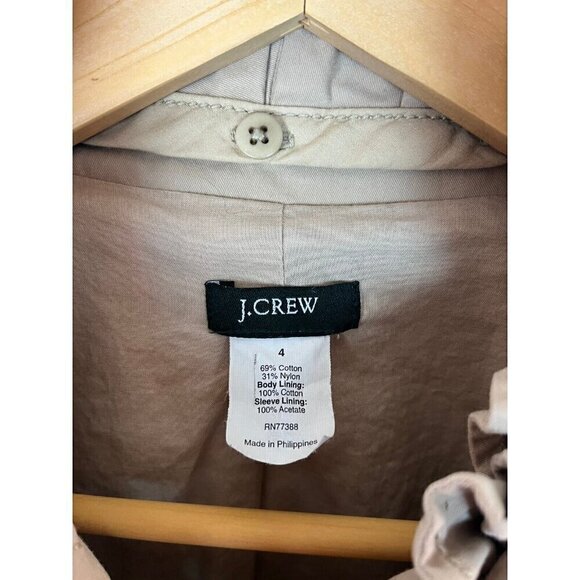 J.CREW
4
69% Cotton
31% Nylon
Body Lining:
100% Cotton
Sleeve Lining:
100% Acetate
RN77388
Made in Philippines